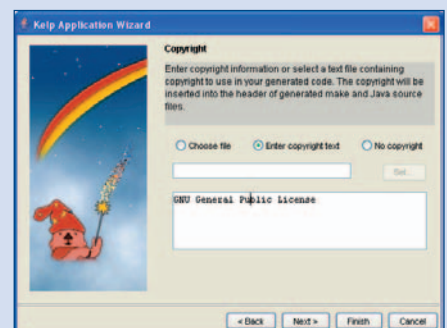 Kelp Application Wizard
Copyright
Enter copyright information or select a text file containing
copyright to use in your generated code. The copyright will be
inserted into the header of generated make and Java source
files.
Choose file Enter copyright text No copyright
Set...
GNU General Public License
< Back Next > Finish Cancel